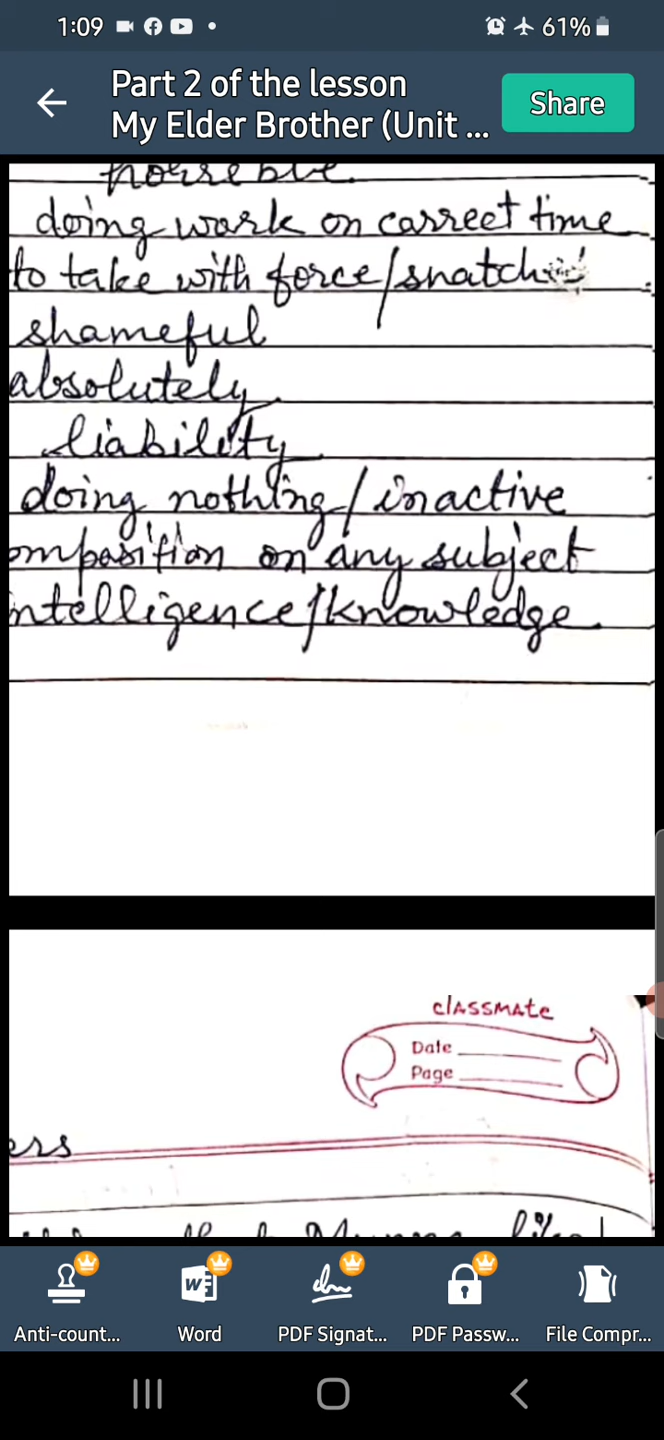 1:09 61%
Part 2 of the lesson
My Elder Brother (Unit ...
Share
doing work on correct time
to take with force/snatch
shameful
absolutely
liability
doing nothing/inactive
omposition on any subject
ntelligence/knowledge.
classmate
Date
Page
ers
Anti-count... Word PDF Signat... PDF Passw... File Compr...